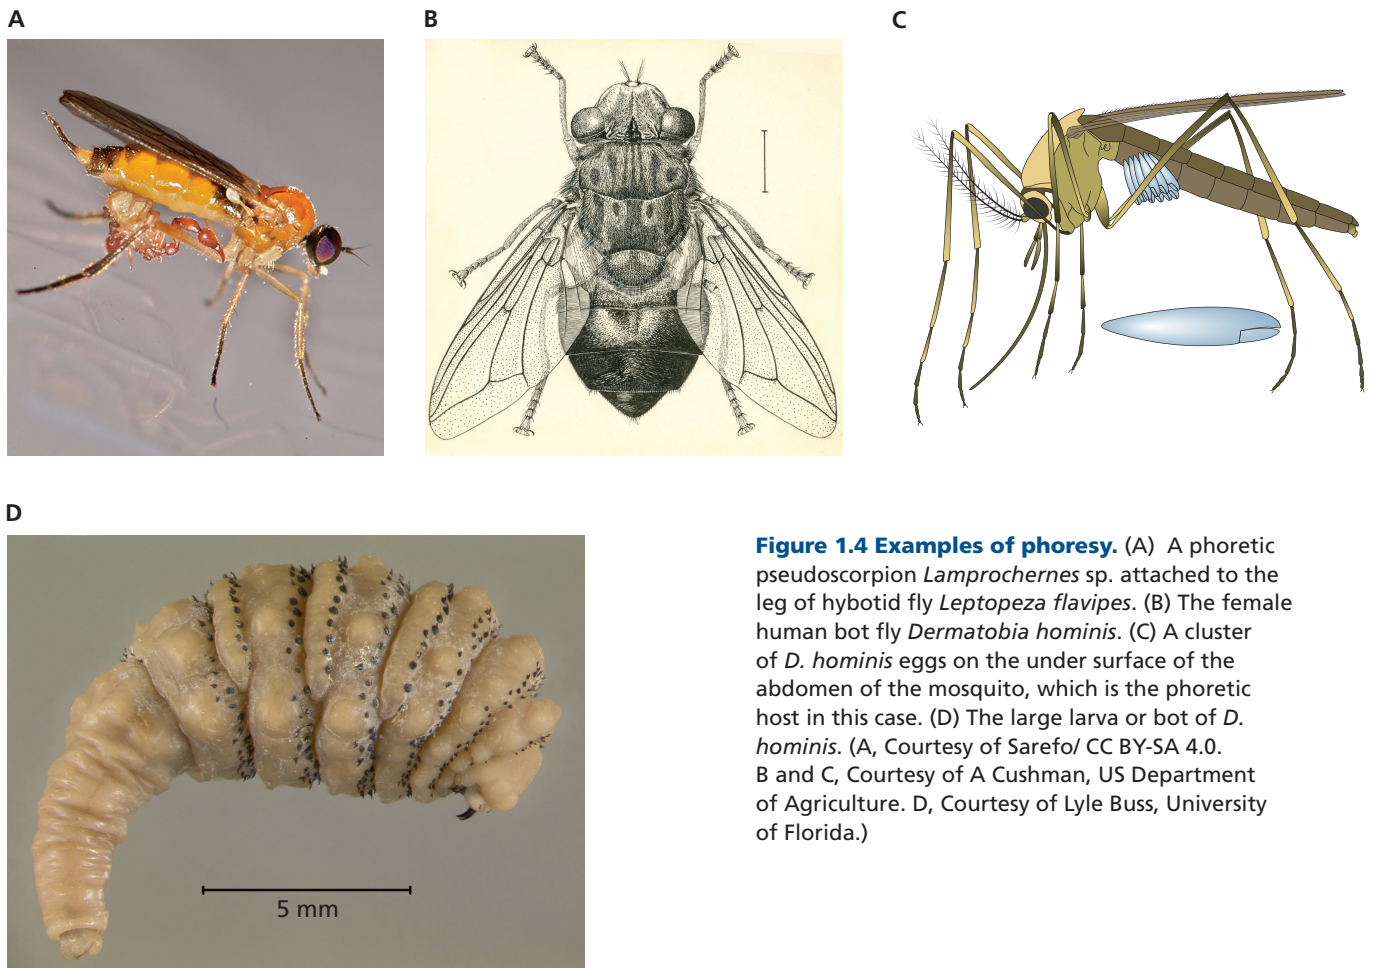 A
B
C
D
5 mm
Figure 1.4 Examples of phoresy. (A) A phoretic
pseudoscorpion Lamprochernes sp. attached to the
leg of hybotid fly Leptopeza flavipes. (B) The female
human bot fly Dermatobia hominis. (C) A cluster
of D. hominis eggs on the under surface of the
abdomen of the mosquito, which is the phoretic
host in this case. (D) The large larva or bot of D.
hominis. (A, Courtesy of Sarefo/ CC BY-SA 4.0.
B and C, Courtesy of A Cushman, US Department
of Agriculture. D, Courtesy of Lyle Buss, University
of Florida.)